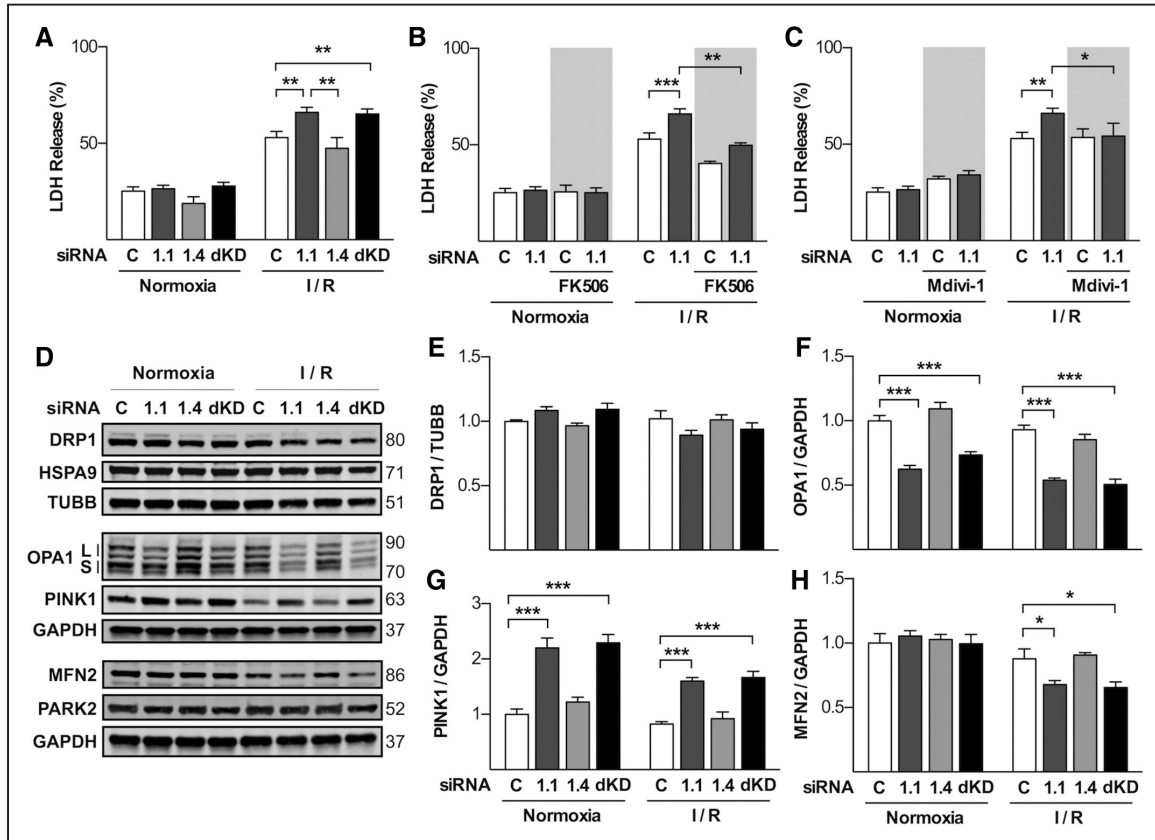 A
100
50
LDH Release (%)
** ** **
siRNA C 1.1 1.4 dKD C 1.1 1.4 dKD
Normoxia I / R
B
100
50
LDH Release (%)
*** **
C 1.1 C 1.1 C 1.1 C 1.1
FK506 FK506
Normoxia I / R
C
100
50
LDH Release (%)
** *
siRNA C 1.1 C 1.1 C 1.1 C 1.1
Mdivi-1 Mdivi-1
Normoxia I / R
D
Normoxia I / R
siRNA C 1.1 1.4 dKD C 1.1 1.4 dKD
DRP1 80
HSPA9 71
TUBB 51
OPA1 L S 90 70
PINK1 63
GAPDH 37
MFN2 86
PARK2 52
GAPDH 37
E
1.5
1.0
0.5
DRP1 / TUBB
F
1.5
1.0
0.5
OPA1 / GAPDH
*** *** *** ***
G
3
2
1
PINK1 / GAPDH
*** *** *** ***
siRNA C 1.1 1.4 dKD C 1.1 1.4 dKD
Normoxia I / R
H
1.5
1.0
0.5
MFN2 / GAPDH
* *
C 1.1 1.4 dKD C 1.1 1.4 dKD
Normoxia I / R